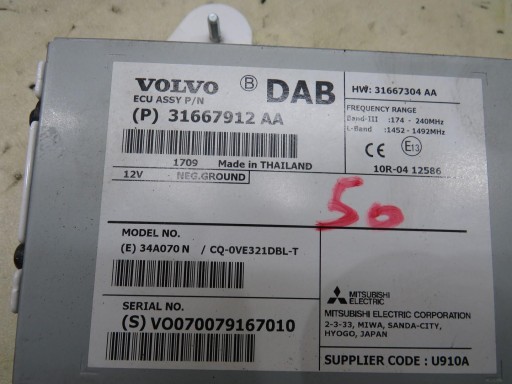 VOLVO B DAB
ECU ASSY P/N
(P) 31667912 AA
1709 Made in THAILAND
12V NEG.GROUND
HW: 31667304 AA
FREQUENCY RANGE
Band-III :174 - 240MHz
L-Band :1452 - 1492MHz
CE E13
10R-04 12586
50
MODEL NO.
(E) 34A070 N / CQ-0VE321DBL-T
SERIAL NO.
(S) VO070079167010
MITSUBISHI
ELECTRIC
MITSUBISHI ELECTRIC CORPORATION
2-3-33, MIWA, SANDA-CITY,
HYOGO, JAPAN
SUPPLIER CODE : U910A